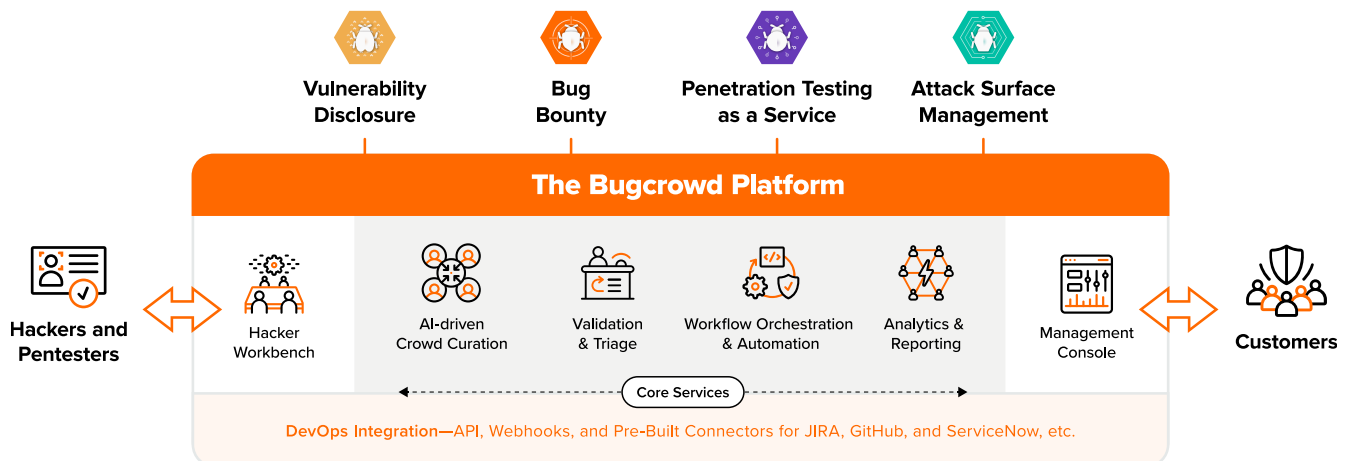 Vulnerability
Disclosure
Bug
Bounty
Penetration Testing
as a Service
Attack Surface
Management
The Bugcrowd Platform
Hackers and
Pentesters
Hacker
Workbench
AI-driven
Crowd Curation
Validation
& Triage
Workflow Orchestration
& Automation
Analytics &
Reporting
Management
Console
Customers
Core Services
DevOps Integration—API, Webhooks, and Pre-Built Connectors for JIRA, GitHub, and ServiceNow, etc.